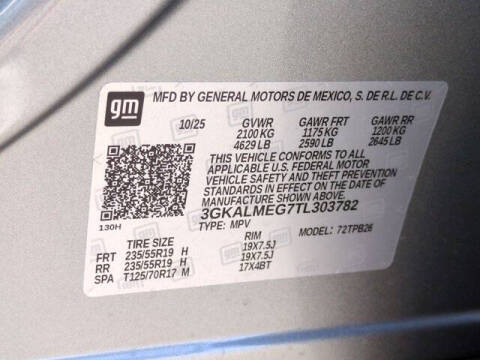 gm
MFD BY GENERAL MOTORS DE MEXICO, S. DE R.L. DE C.V.
10/25 GVWR GAWR FRT GAWR RR
2100 KG 1175 KG 1200 KG
4629 LB 2590 LB 2645 LB
THIS VEHICLE CONFORMS TO ALL
APPLICABLE U.S. FEDERAL MOTOR
VEHICLE SAFETY AND THEFT PREVENTION
STANDARDS IN EFFECT ON THE DATE OF
MANUFACTURE SHOWN ABOVE.
3GKALMEG7TL303782
130H
TYPE: MPV MODEL: 72TPB26
TIRE SIZE RIM
FRT 235/55R19 H 19X7.5J
RR 235/55R19 H 19X7.5J
SPA T125/70R17 M 17X4BT